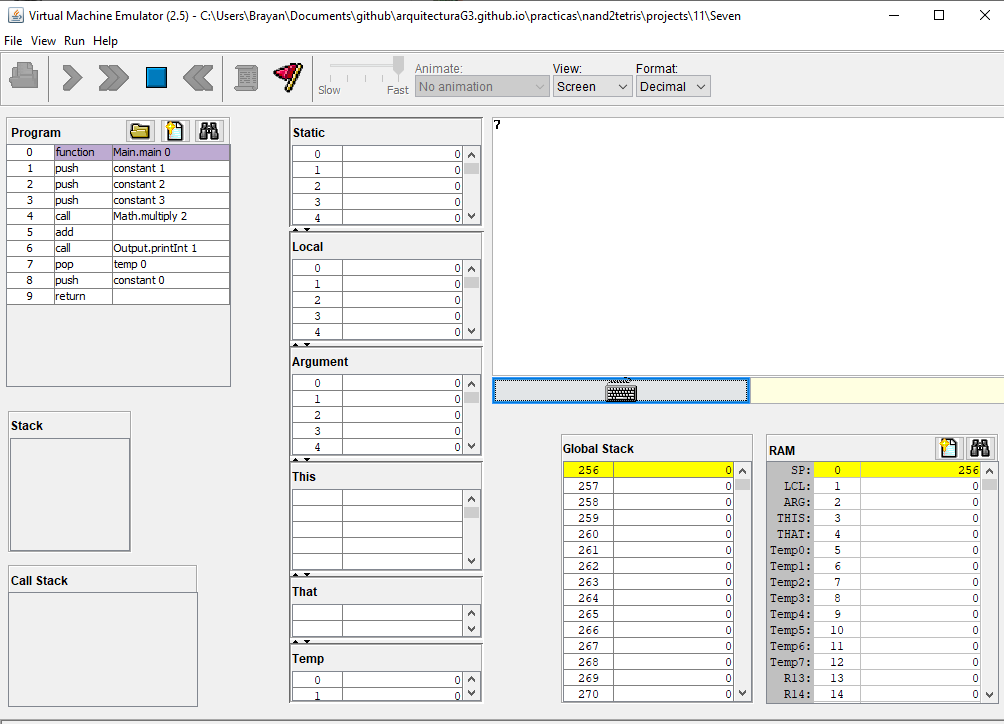 Virtual Machine Emulator (2.5) - C:\Users\Brayan\Documents\github\arquitecturaG3.github.io\practicas\nand2tetris\projects\11\Seven
File View Run Help
Slow Fast
Animate:
No animation
View:
Screen
Format:
Decimal
Program
0 function Main.main 0
1 push constant 1
2 push constant 2
3 push constant 3
4 call Math.multiply 2
5 add
6 call Output.printInt 1
7 pop temp 0
8 push constant 0
9 return
Stack
Call Stack
Static
0 0
1 0
2 0
3 0
4 0
Local
0 0
1 0
2 0
3 0
4 0
Argument
0 0
1 0
2 0
3 0
4 0
This
That
Temp
0 0
1 0
7
Global Stack
256 0
257 0
258 0
259 0
260 0
261 0
262 0
263 0
264 0
265 0
266 0
267 0
268 0
269 0
270 0
RAM
SP: 0 256
LCL: 1 0
ARG: 2 0
THIS: 3 0
THAT: 4 0
Temp0: 5 0
Temp1: 6 0
Temp2: 7 0
Temp3: 8 0
Temp4: 9 0
Temp5: 10 0
Temp6: 11 0
Temp7: 12 0
R13: 13 0
R14: 14 0